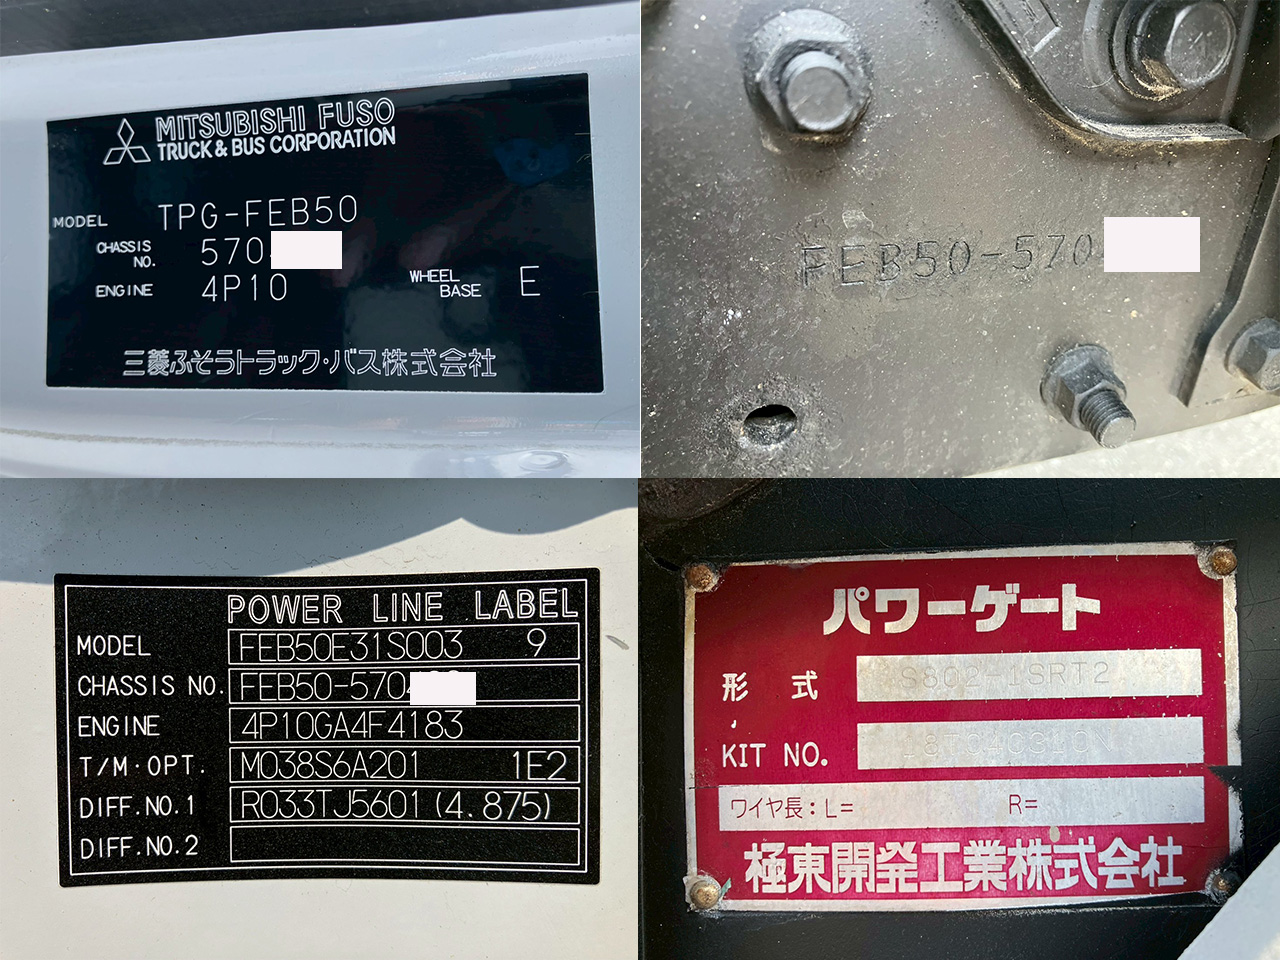 MITSUBISHI FUSO
TRUCK & BUS CORPORATION
MODEL TPG-FEB50
CHASSIS NO. 570
ENGINE 4P10 WHEEL BASE E
三菱ふそうトラック・バス株式会社
FEB50-570
POWER LINE LABEL
MODEL FEB50E31S003 9
CHASSIS NO. FEB50-570
ENGINE 4P10GA4F4183
T/M・OPT. M038S6A201 1E2
DIFF.NO.1 R033TJ5601 (4.875)
DIFF.NO.2
パワーゲート
形式 S802-1SRT2
KIT NO.
ワイヤ長：L= R=
極東開発工業株式会社